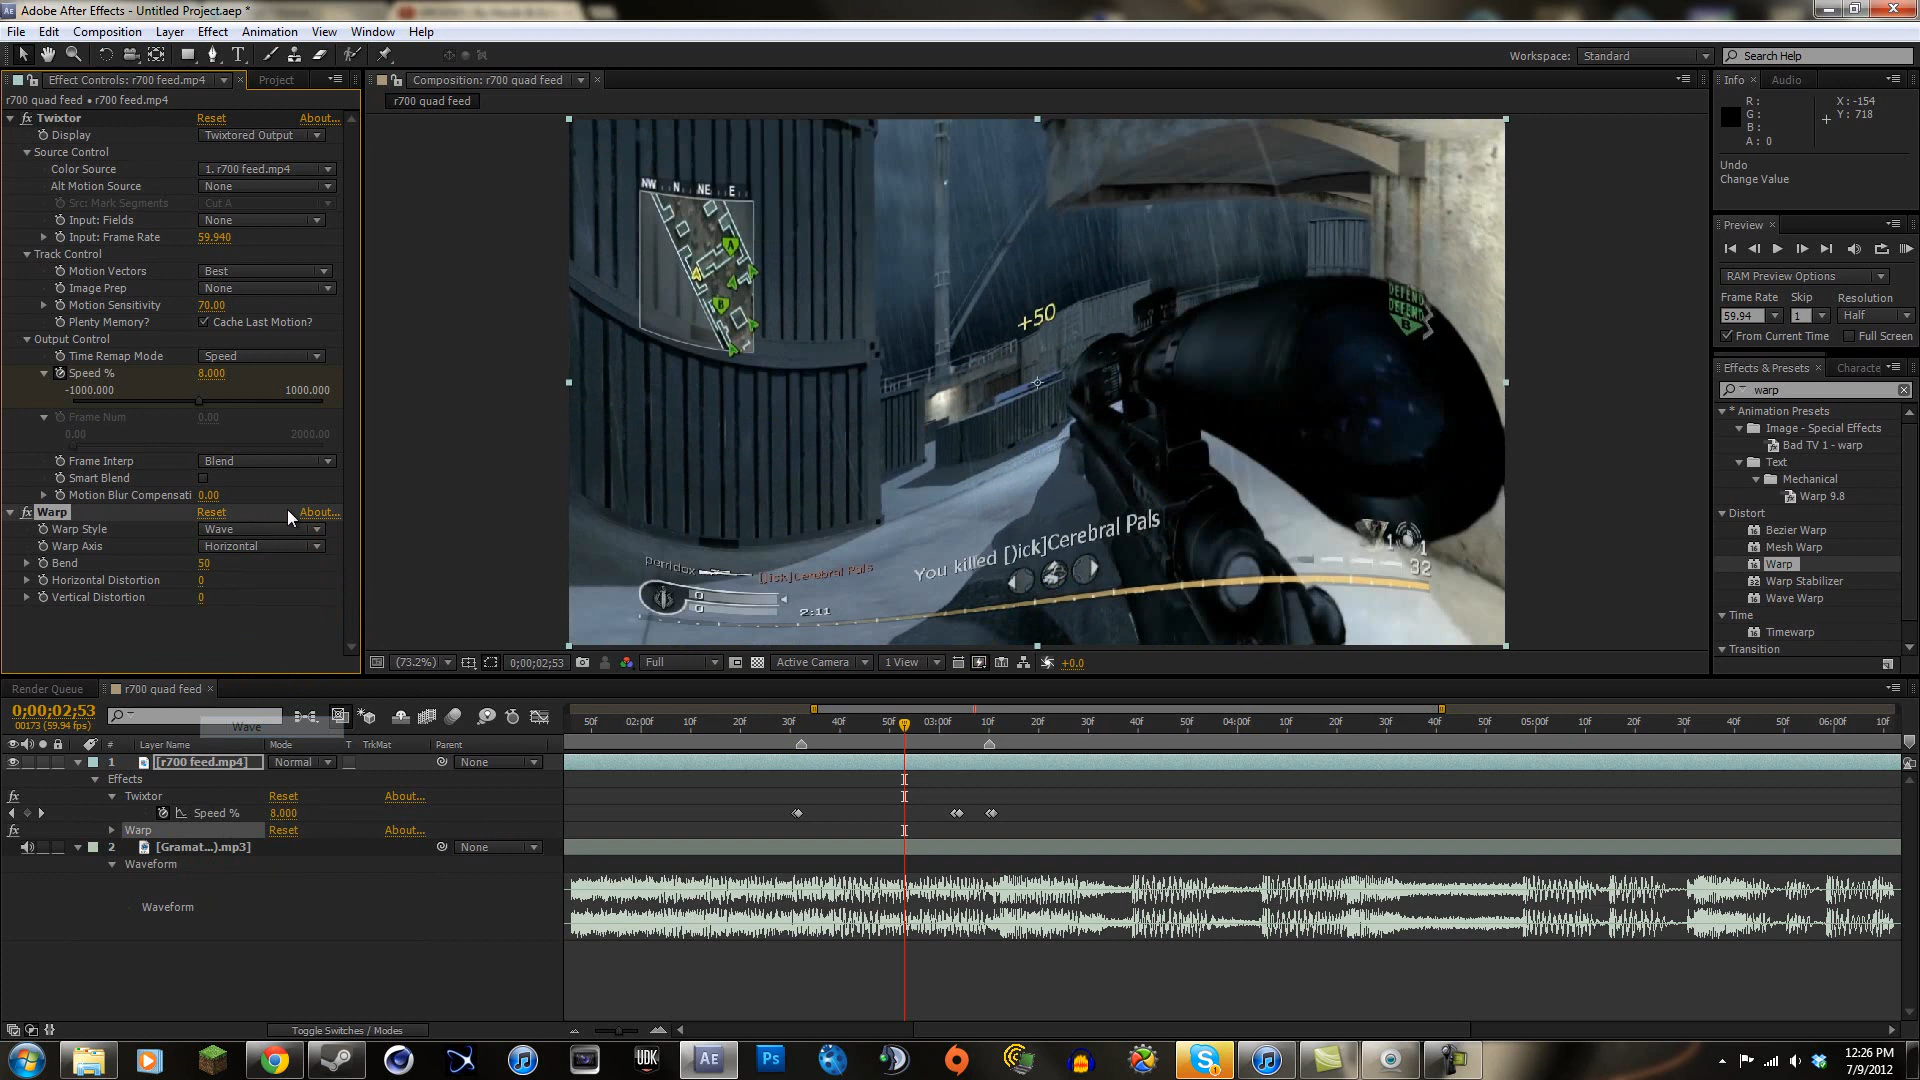 Adobe After Effects - Untitled Project.aep *
File Edit Composition Layer Effect Animation View Window Help
Workspace: Standard Search Help
Effect Controls: r700 feed.mp4 Project
r700 quad feed • r700 feed.mp4
Twixtor Reset About...
Display Twixtored Output
Source Control
Color Source 1. r700 feed.mp4
Alt Motion Source None
Src: Mark Segments Cut A
Input: Fields None
Input: Frame Rate 59.940
Track Control
Motion Vectors Best
Image Prep None
Motion Sensitivity 70.00
Plenty Memory? Cache Last Motion?
Output Control
Time Remap Mode Speed
Speed % 8.000
-1000.000 1000.000
Frame Num 0.00
0.00 2000.00
Frame Interp Blend
Smart Blend
Motion Blur Compensati 0.00
Warp Reset About...
Warp Style Wave
Warp Axis Horizontal
Bend 50
Horizontal Distortion 0
Vertical Distortion 0
Composition: r700 quad feed
r700 quad feed
NW N NE E
A
B
+50
DEFEND
DEFEND
B
You killed [)ick]Cerebral Pals
perridox [)ick]Cerebral Pals
0
0
2:11
1 1
32
(73.2%) 0;00;02;53 Full Active Camera 1 View +0.0
Info Audio
R: X: -154
G: Y: 718
B:
A: 0
Undo
Change Value
Preview
RAM Preview Options
Frame Rate Skip Resolution
59.94 1 Half
From Current Time Full Screen
Effects & Presets Characte
warp
* Animation Presets
Image - Special Effects
Bad TV 1 - warp
Text
Mechanical
Warp 9.8
Distort
Bezier Warp
Mesh Warp
Warp
Warp Stabilizer
Wave Warp
Time
Timewarp
Transition
Render Queue r700 quad feed
0;00;02;53
00173 (59.94 fps)
Wave
50f 02:00f 10f 20f 30f 40f 50f 03:00f 10f 20f 30f 40f 50f 04:00f 10f 20f 30f 40f 50f 05:00f 10f 20f 30f 40f 50f 06:00f 10f
# Layer Name Mode T TrkMat Parent
1 [r700 feed.mp4] Normal None
Effects
Twixtor Reset About...
Speed % 8.000
Warp Reset About...
2 [Gramat...).mp3] None
Waveform
Waveform
Toggle Switches / Modes
UDK AE Ps
12:26 PM
7/9/2012